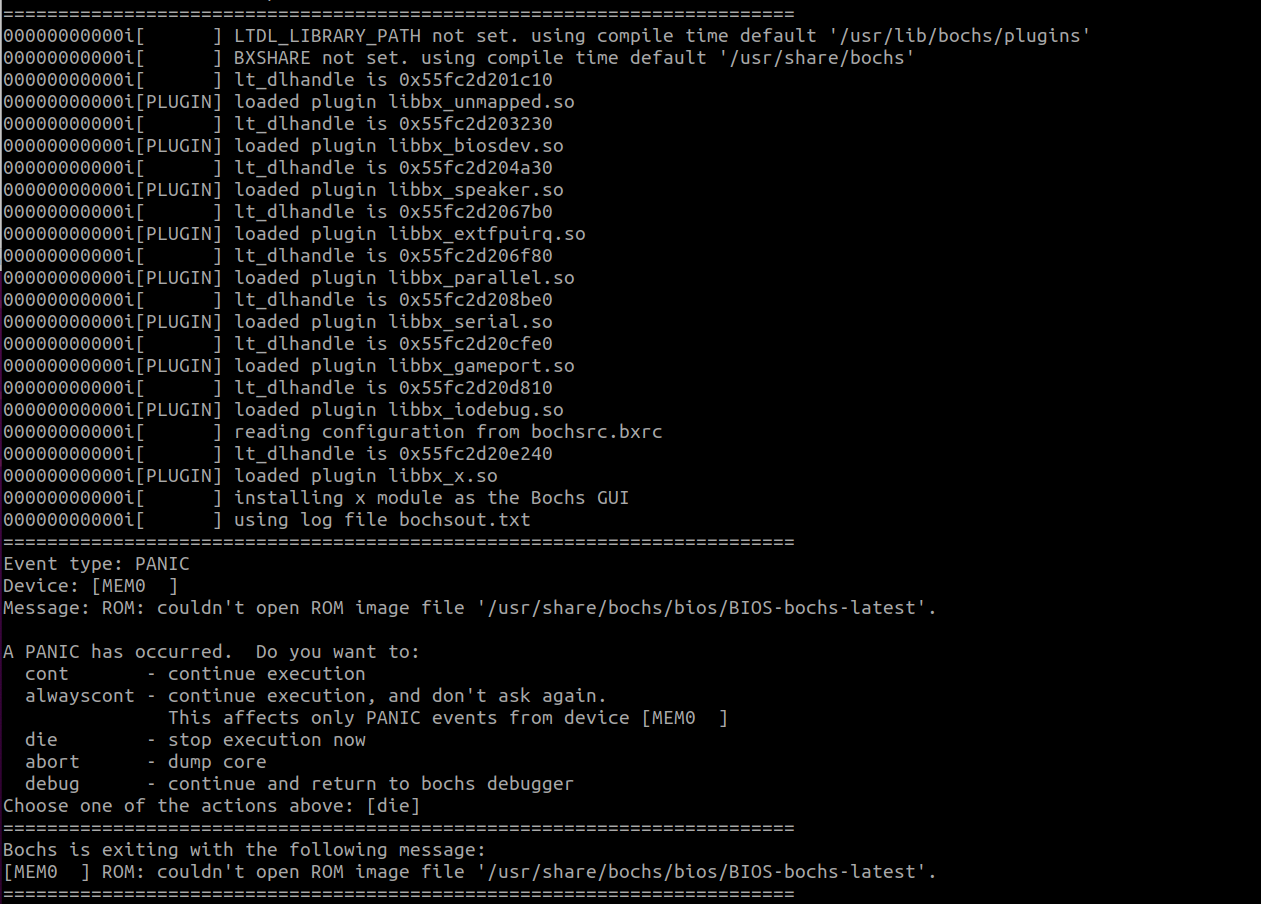 ========================================================================
00000000000i[      ] LTDL_LIBRARY_PATH not set. using compile time default '/usr/lib/bochs/plugins'
00000000000i[      ] BXSHARE not set. using compile time default '/usr/share/bochs'
00000000000i[      ] lt_dlhandle is 0x55fc2d201c10
00000000000i[PLUGIN] loaded plugin libbx_unmapped.so
00000000000i[      ] lt_dlhandle is 0x55fc2d203230
00000000000i[PLUGIN] loaded plugin libbx_biosdev.so
00000000000i[      ] lt_dlhandle is 0x55fc2d204a30
00000000000i[PLUGIN] loaded plugin libbx_speaker.so
00000000000i[      ] lt_dlhandle is 0x55fc2d2067b0
00000000000i[PLUGIN] loaded plugin libbx_extfpuirq.so
00000000000i[      ] lt_dlhandle is 0x55fc2d206f80
00000000000i[PLUGIN] loaded plugin libbx_parallel.so
00000000000i[      ] lt_dlhandle is 0x55fc2d208be0
00000000000i[PLUGIN] loaded plugin libbx_serial.so
00000000000i[      ] lt_dlhandle is 0x55fc2d20cfe0
00000000000i[PLUGIN] loaded plugin libbx_gameport.so
00000000000i[      ] lt_dlhandle is 0x55fc2d20d810
00000000000i[PLUGIN] loaded plugin libbx_iodebug.so
00000000000i[      ] reading configuration from bochsrc.bxrc
00000000000i[      ] lt_dlhandle is 0x55fc2d20e240
00000000000i[PLUGIN] loaded plugin libbx_x.so
00000000000i[      ] installing x module as the Bochs GUI
00000000000i[      ] using log file bochsout.txt
========================================================================
Event type: PANIC
Device: [MEM0  ]
Message: ROM: couldn't open ROM image file '/usr/share/bochs/bios/BIOS-bochs-latest'.

A PANIC has occurred.  Do you want to:
  cont       - continue execution
  alwayscont - continue execution, and don't ask again.
               This affects only PANIC events from device [MEM0  ]
  die        - stop execution now
  abort      - dump core
  debug      - continue and return to bochs debugger
Choose one of the actions above: [die]
========================================================================
Bochs is exiting with the following message:
[MEM0  ] ROM: couldn't open ROM image file '/usr/share/bochs/bios/BIOS-bochs-latest'.
========================================================================